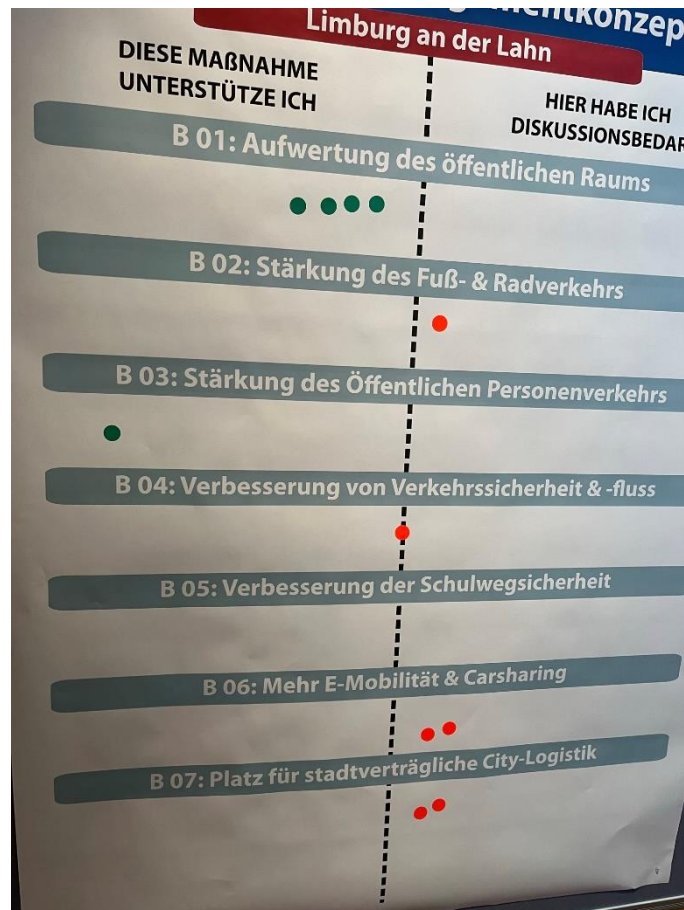 Limburg an der Lahn
DIESE MAßNAHME
UNTERSTÜTZE ICH
HIER HABE ICH
B 01: Aufwertung des öffentlichen Raums
B 02: Stärkung des Fuß- & Radverkehrs
B 03: Stärkung des Öffentlichen Personenverkehrs
B 04: Verbesserung von Verkehrssicherheit & -fluss
B 05: Verbesserung der Schulwegsicherheit
B 06: Mehr E-Mobilität & Carsharing
B 07: Platz für stadtverträgliche City-Logistik